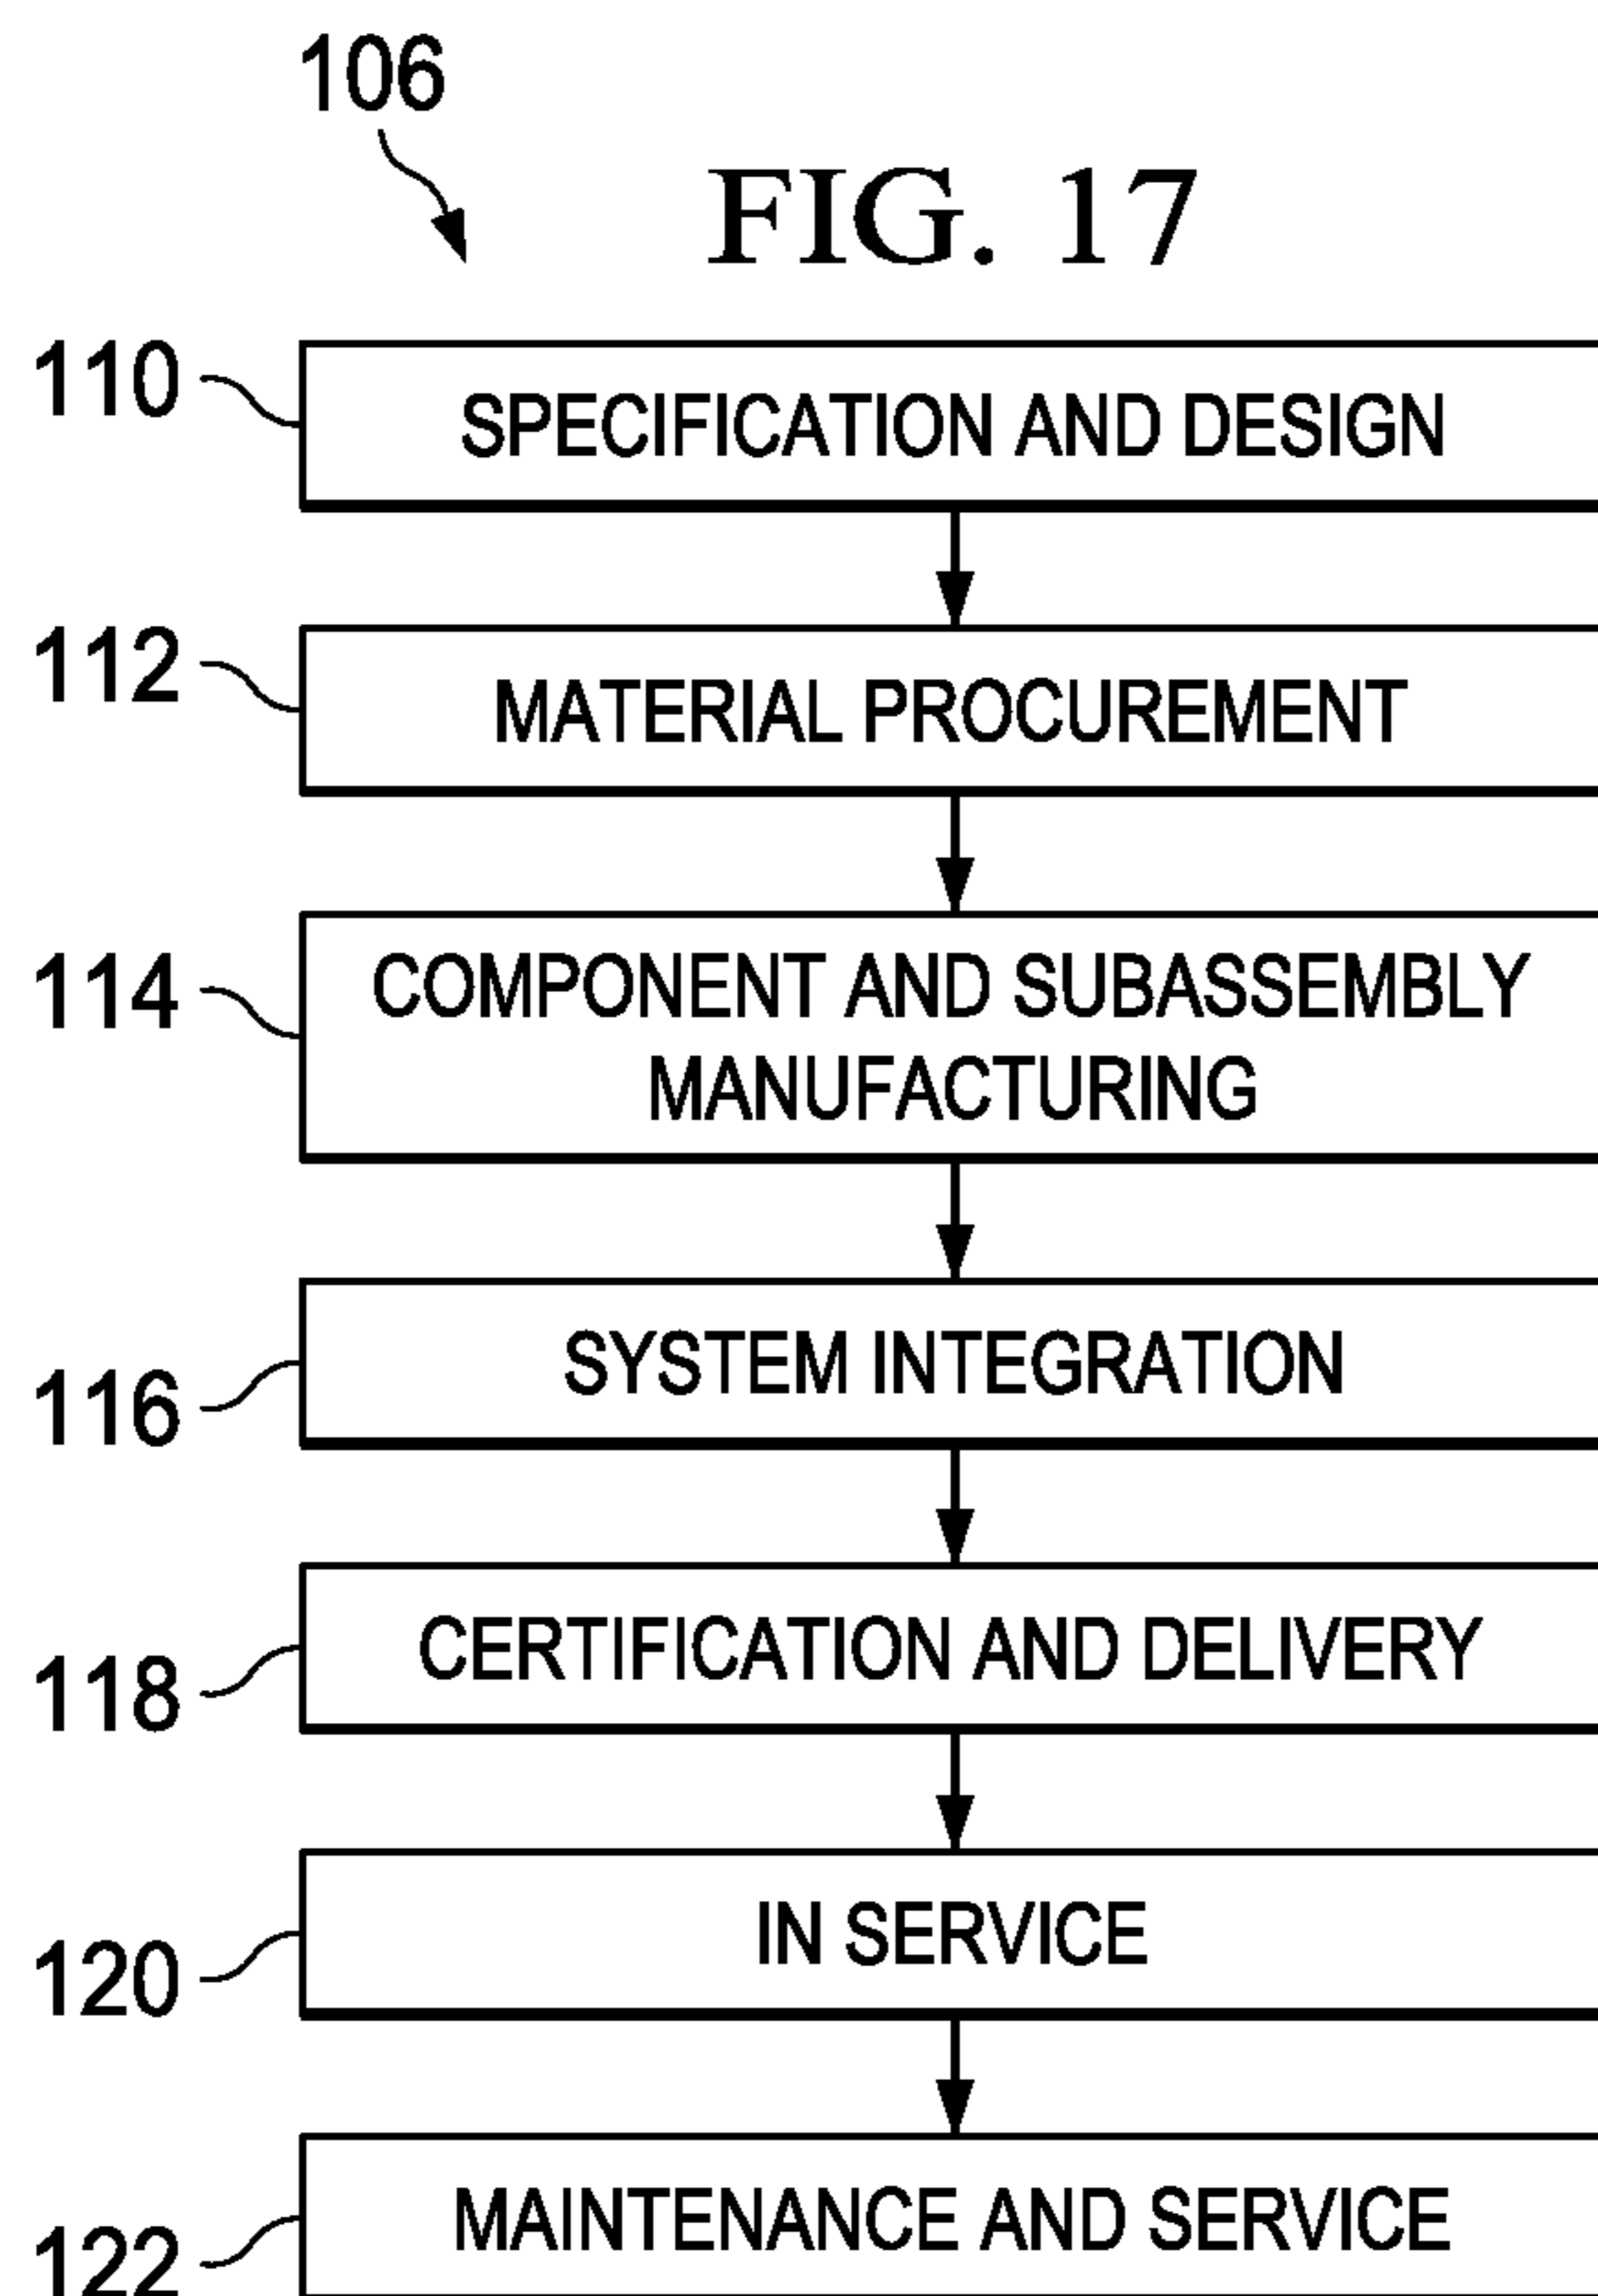 106
FIG. 17
110
SPECIFICATION AND DESIGN
112
MATERIAL PROCUREMENT
114
COMPONENT AND SUBASSEMBLY
MANUFACTURING
116
SYSTEM INTEGRATION
118
CERTIFICATION AND DELIVERY
120
IN SERVICE
122
MAINTENANCE AND SERVICE